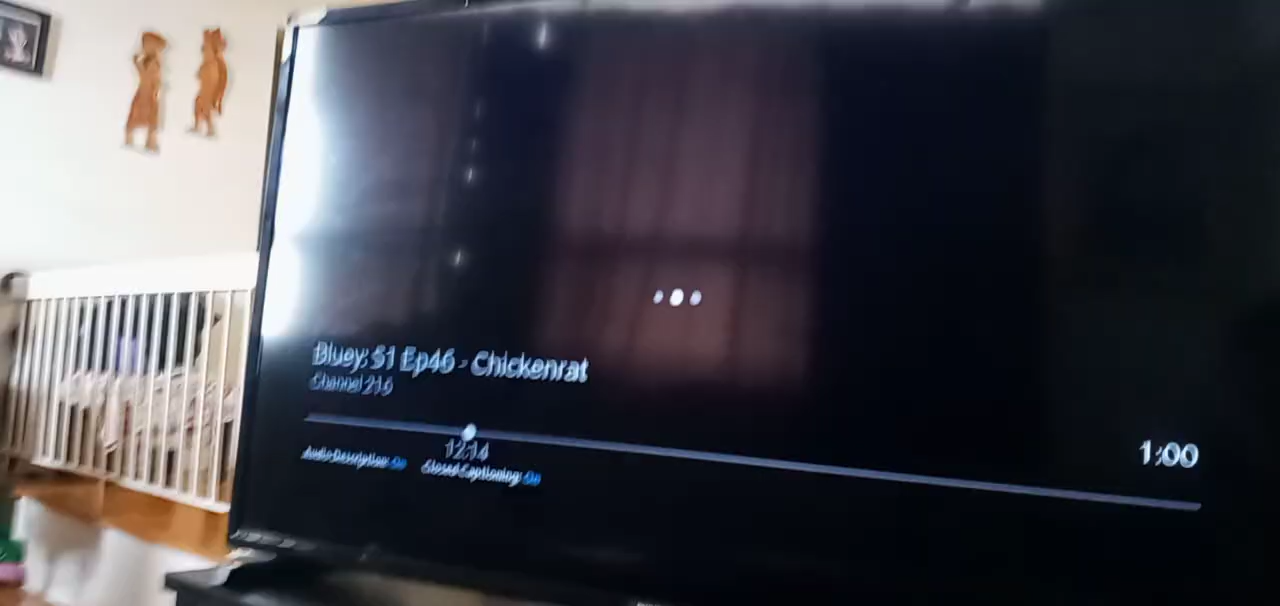 Bluey: S1 Ep46 - Chickenrat
Channel 216
12:14
1:00
Audio Description: On
Closed Captioning: On